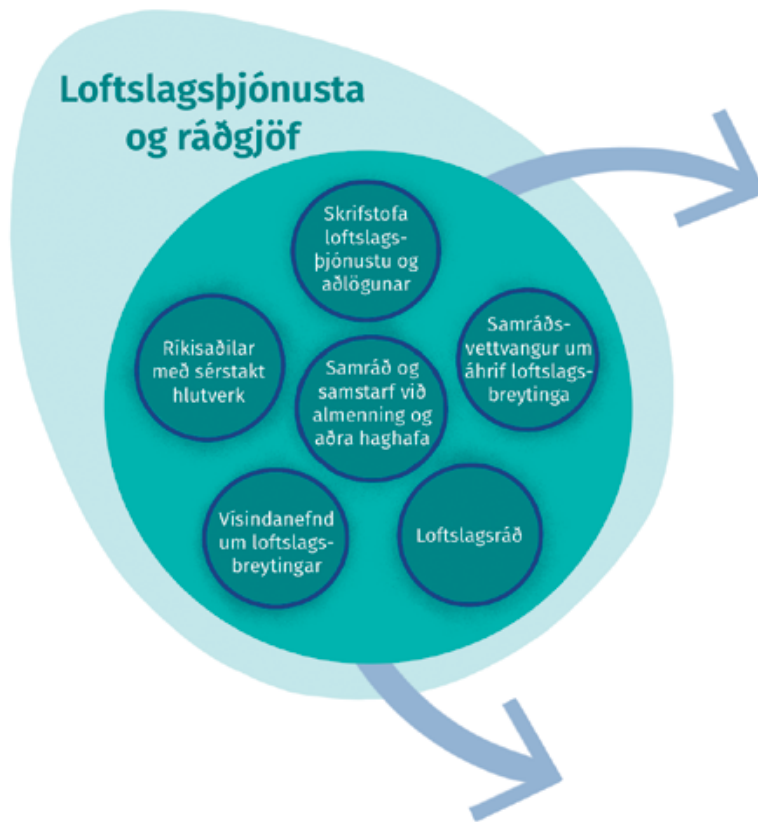 Loftslagsþjónusta
og ráðgjöf
Skrifstofa
loftslags-
þjónustu og
aðlögunar
Ríkisaðilar
með sérstakt
hlutverk
Samráð og
samstarf við
almenning og
aðra haghafa
Samráðs-
vettvangur um
áhrif loftslags-
breytinga
Vísindanefnd
um loftslags-
breytingar
Loftslagsráð